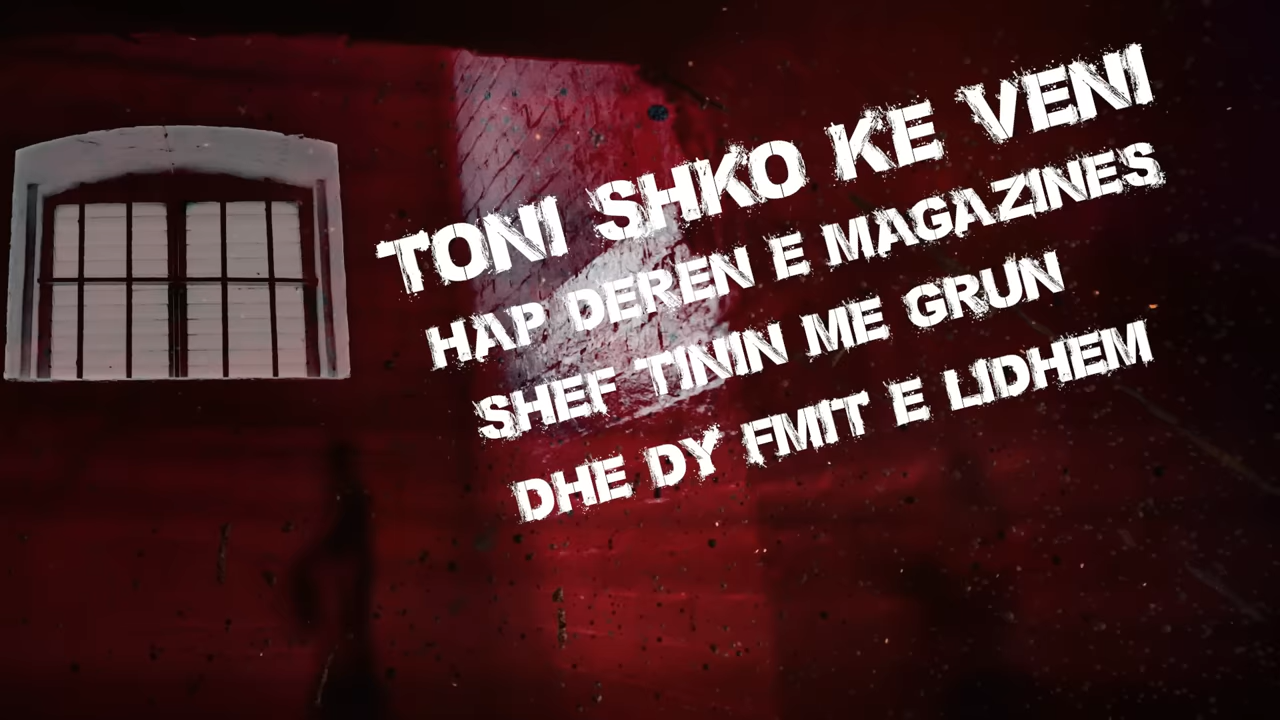 TONI SHKO KE VENI
HAP DEREN E MAGAZINES
SHEF TININ ME GRUN
DHE DY FMIT E LIDHEM